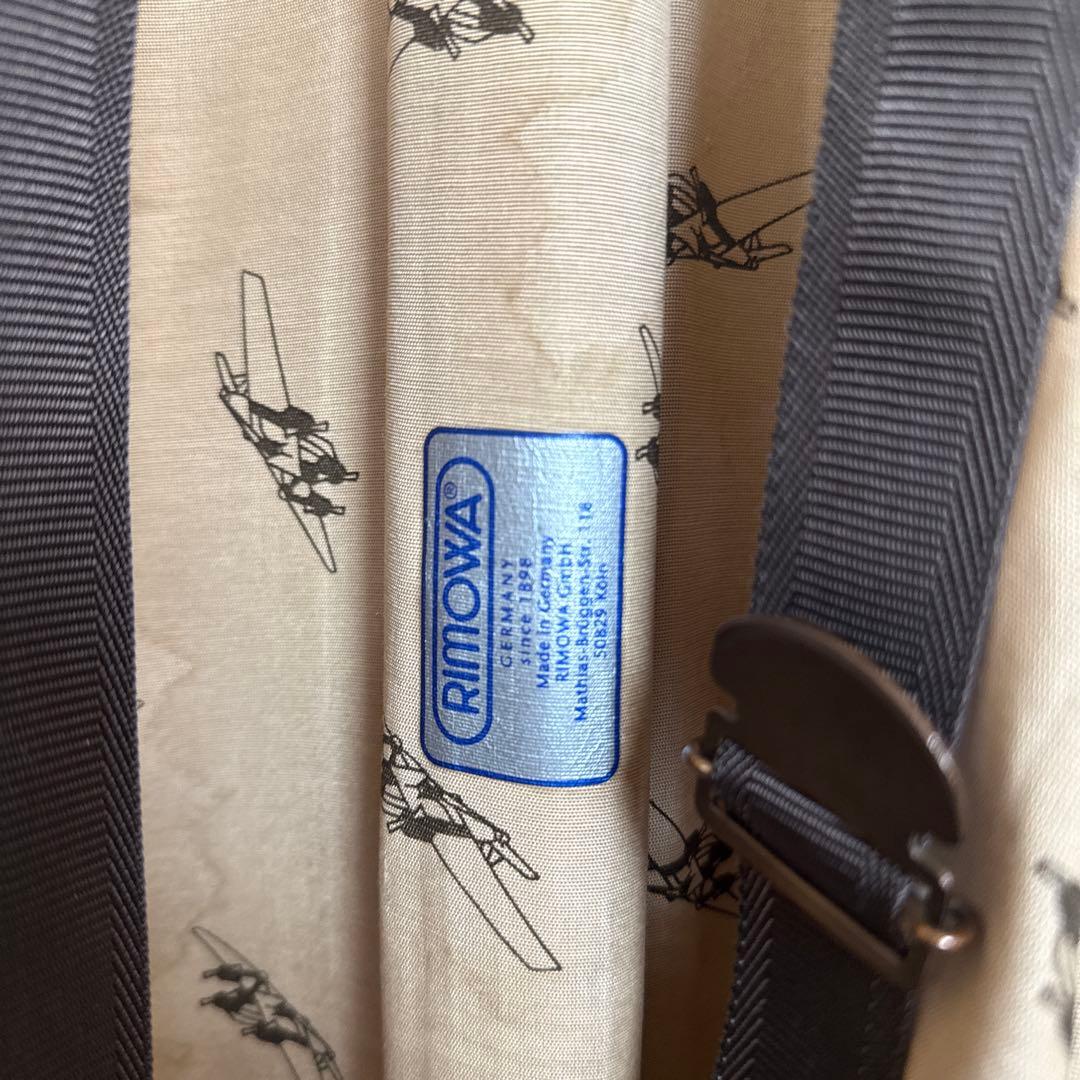 RIMOWA®
GERMANY
since 1898
Made in Germany
RIMOWA GmbH
Mathias-Brüggen-Str. 118
50829 Köln